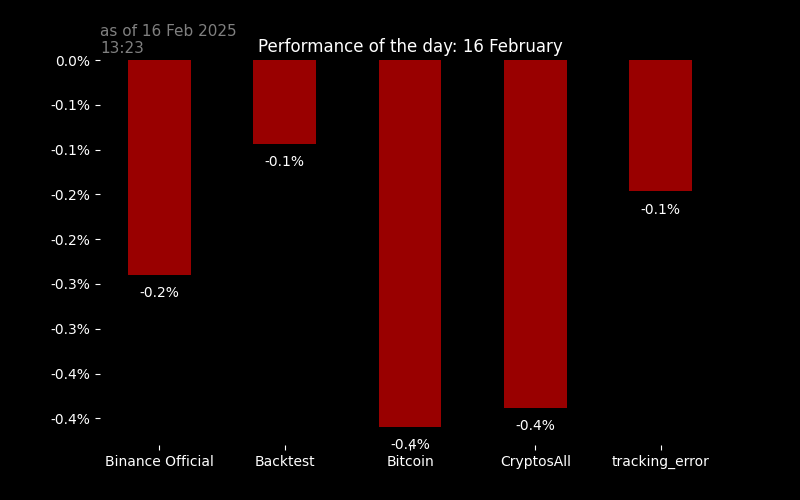 as of 16 Feb 2025
13:23
Performance of the day: 16 February
0.0%
-0.1%
-0.1%
-0.2%
-0.2%
-0.3%
-0.3%
-0.4%
-0.4%
-0.2%
-0.1%
-0.4%
-0.4%
-0.1%
Binance Official
Backtest
Bitcoin
CryptosAll
tracking_error